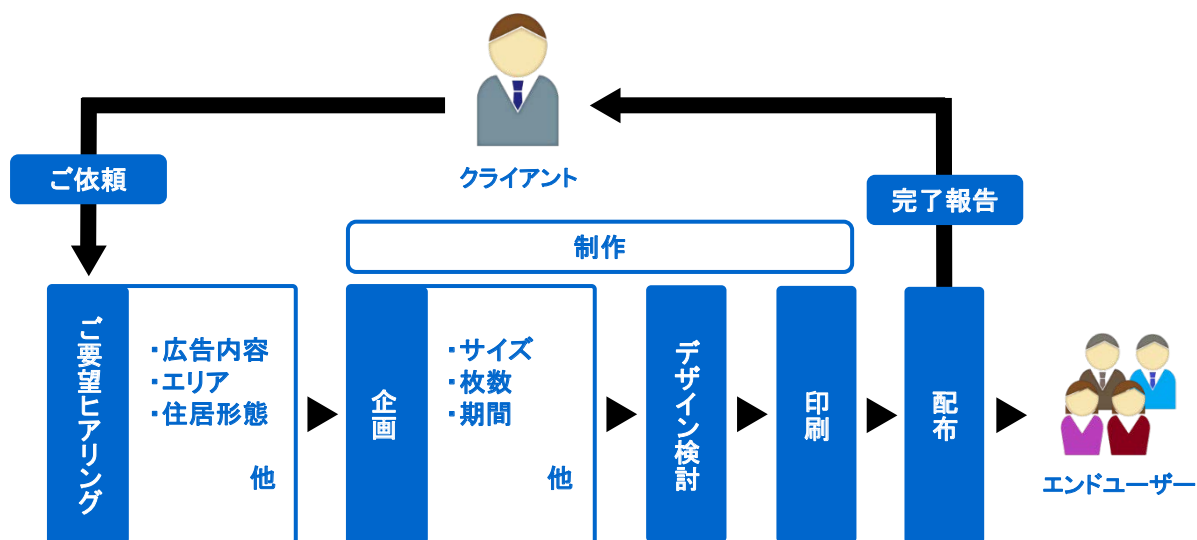 クライアント
ご依頼
完了報告
制作
ご要望ヒアリング
・広告内容
・エリア
・住居形態
他
企画
・サイズ
・枚数
・期間
他
デザイン検討
印刷
配布
エンドユーザー